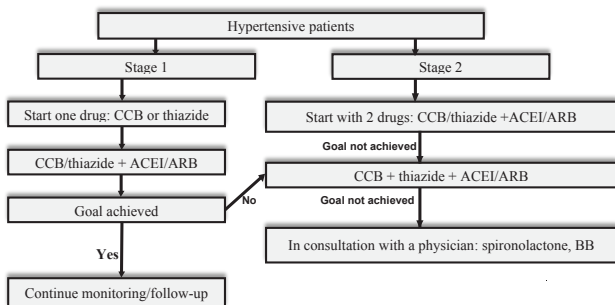 Hypertensive patients
Stage 1
Stage 2
Start one drug: CCB or thiazide
Start with 2 drugs: CCB/thiazide +ACEI/ARB
Goal not achieved
CCB/thiazide + ACEI/ARB
CCB + thiazide + ACEI/ARB
No
Goal not achieved
Goal achieved
Yes
In consultation with a physician: spironolactone, BB
Continue monitoring/follow-up